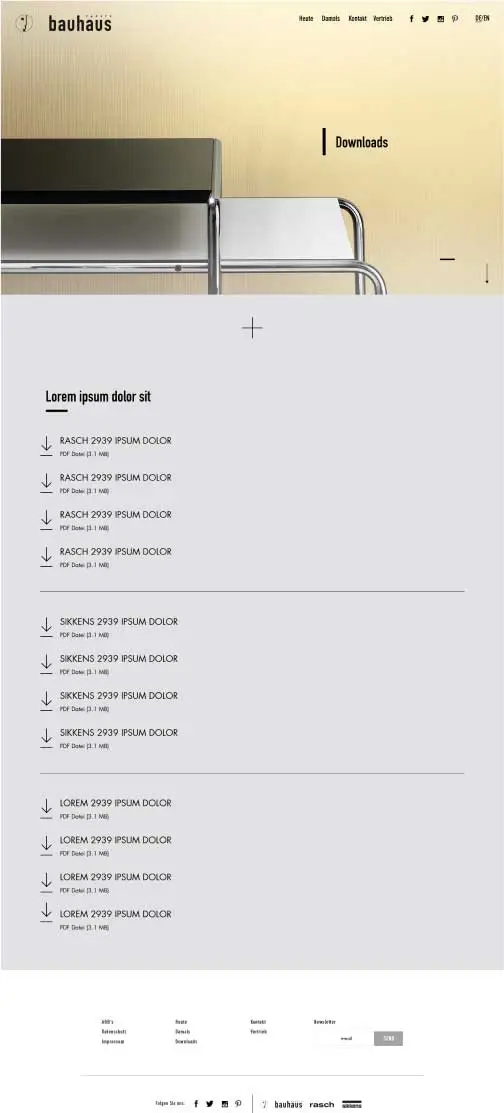 bauhaus
Heute Damals Kontakt Vertrieb
DE/EN
Downloads
Lorem ipsum dolor sit
RASCH 2939 IPSUM DOLOR
PDF Datei (3.1 MB)
RASCH 2939 IPSUM DOLOR
PDF Datei (3.1 MB)
RASCH 2939 IPSUM DOLOR
PDF Datei (3.1 MB)
RASCH 2939 IPSUM DOLOR
PDF Datei (3.1 MB)
SIKKENS 2939 IPSUM DOLOR
PDF Datei (3.1 MB)
SIKKENS 2939 IPSUM DOLOR
PDF Datei (3.1 MB)
SIKKENS 2939 IPSUM DOLOR
PDF Datei (3.1 MB)
SIKKENS 2939 IPSUM DOLOR
PDF Datei (3.1 MB)
LOREM 2939 IPSUM DOLOR
PDF Datei (3.1 MB)
LOREM 2939 IPSUM DOLOR
PDF Datei (3.1 MB)
LOREM 2939 IPSUM DOLOR
PDF Datei (3.1 MB)
LOREM 2939 IPSUM DOLOR
PDF Datei (3.1 MB)
AGB's
Datenschutz
Impressum
Heute
Damals
Downloads
Kontakt
Vertrieb
Newsletter
e-mail
SEND
Folgen Sie uns:
bauhaus rasch sikkens